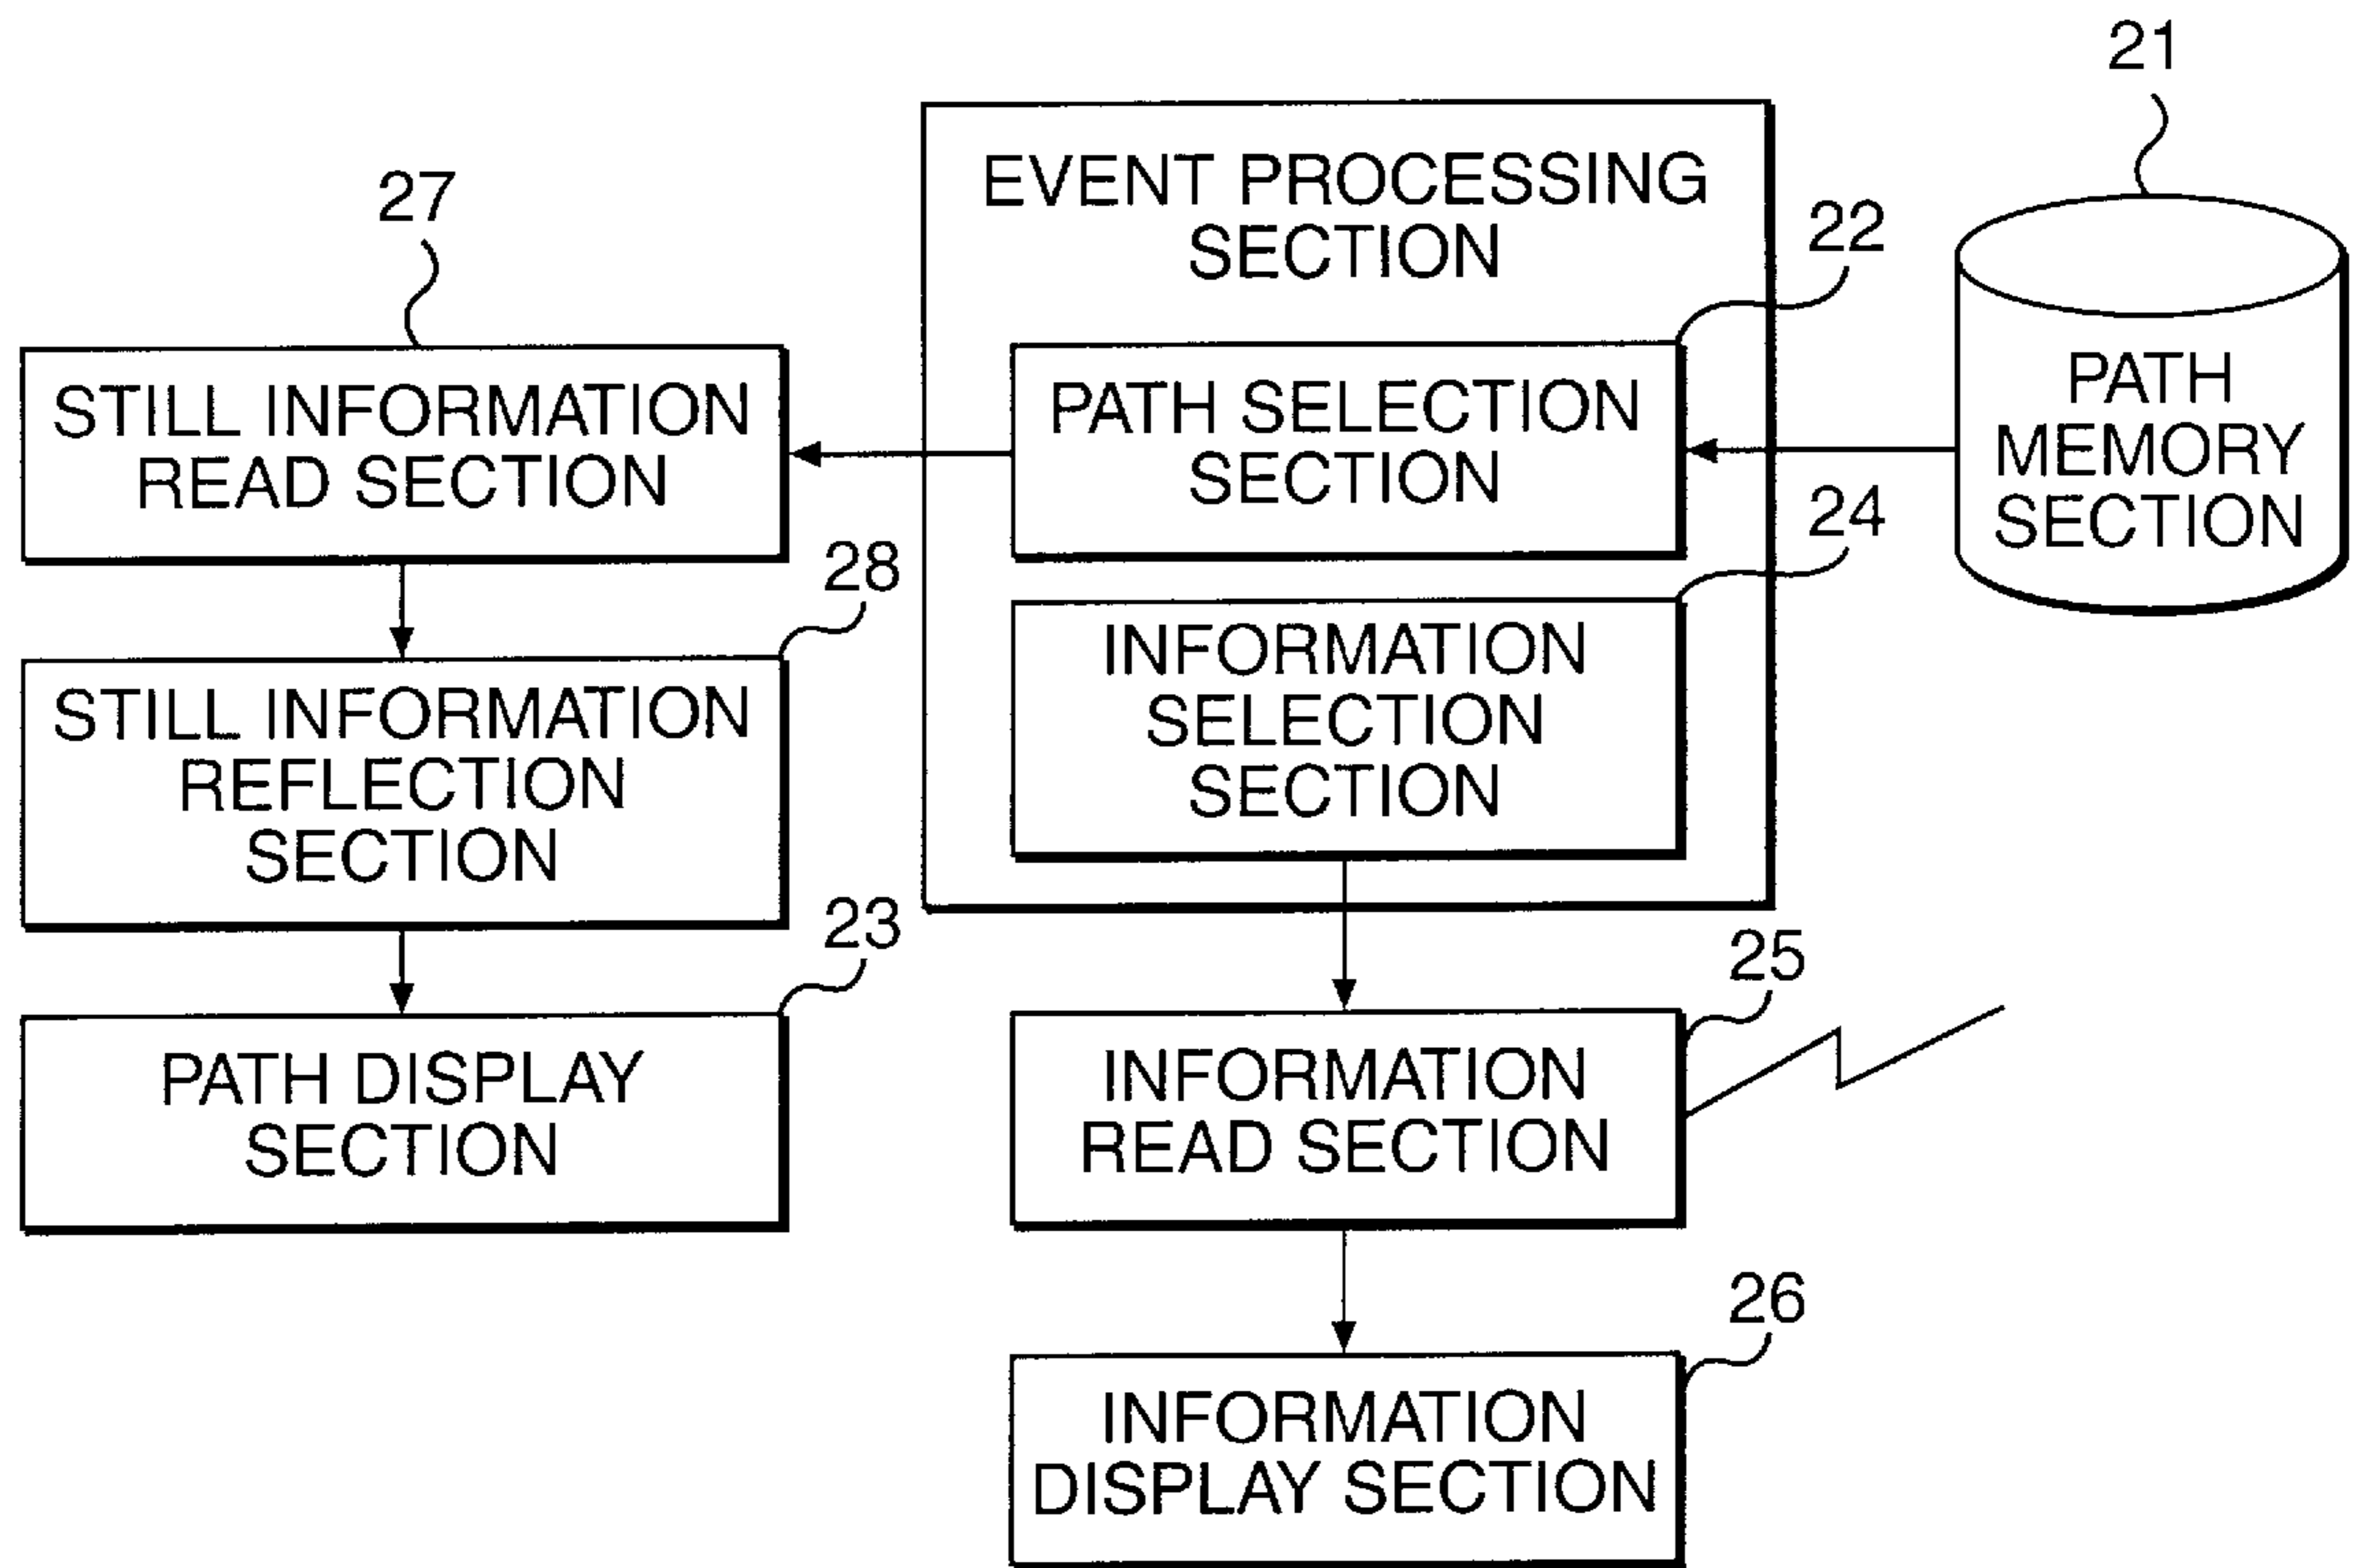 21
EVENT PROCESSING
SECTION
27
22
STILL INFORMATION
READ SECTION
PATH SELECTION
SECTION
PATH
MEMORY
SECTION
24
28
INFORMATION
SELECTION
SECTION
STILL INFORMATION
REFLECTION
SECTION
23
25
PATH DISPLAY
SECTION
INFORMATION
READ SECTION
26
INFORMATION
DISPLAY SECTION